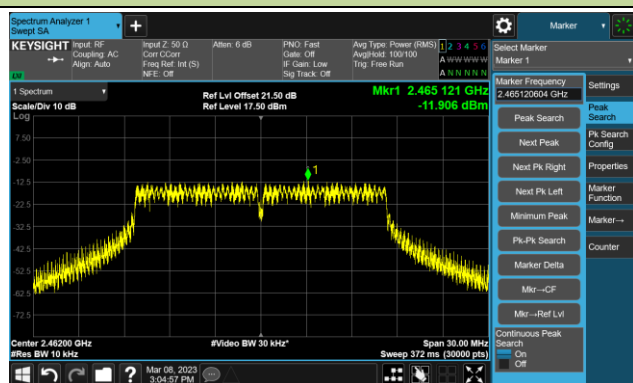 Spectrum Analyzer 1
Swept SA
Marker
KEYSIGHT
Input: RF
Coupling: AC
Align: Auto
Input Z: 50 Ω
Corr CCorr
Freq Ref: Int (S)
NFE: Off
Atten: 6 dB
PNO: Fast
Gate: Off
IF Gain: Low
Sig Track: Off
Avg Type: Power (RMS)
Avg|Hold: 100/100
Trig: Free Run
1 2 3 4 5 6
A W W W W W
A N N N N N
Select Marker
Marker 1
LXI
1 Spectrum
Scale/Div 10 dB
Log
Ref Lvl Offset 21.50 dB
Ref Level 17.50 dBm
Mkr1 2.465 121 GHz
-11.906 dBm
7.50
-2.50
-12.5
-22.5
-32.5
-42.5
-52.5
-62.5
-72.5
1
Center 2.46200 GHz
#Res BW 10 kHz
#Video BW 30 kHz*
Span 30.00 MHz
Sweep 372 ms (30000 pts)
Marker Frequency
2.465120604 GHz
Peak Search
Next Peak
Next Pk Right
Next Pk Left
Minimum Peak
Pk-Pk Search
Marker Delta
Mkr→CF
Mkr→Ref Lvl
Continuous Peak
Search
On
Off
Settings
Peak
Search
Pk Search
Config
Properties
Marker
Function
Marker→
Counter
?
Mar 08, 2023
3:04:57 PM